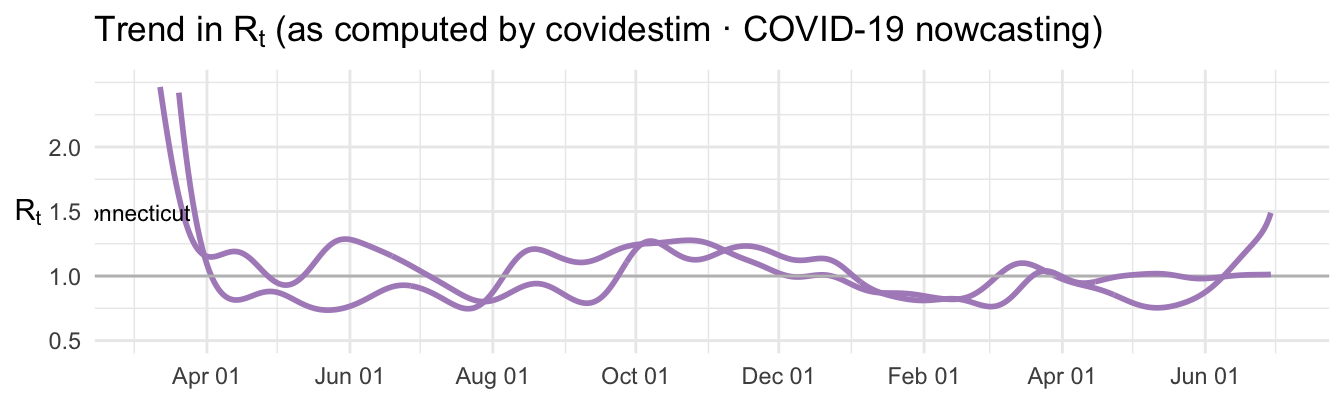 Trend in Rt (as computed by covidestim · COVID-19 nowcasting)
2.0
Rt 1.5 onnecticut
1.0
0.5
Apr 01 Jun 01 Aug 01 Oct 01 Dec 01 Feb 01 Apr 01 Jun 01